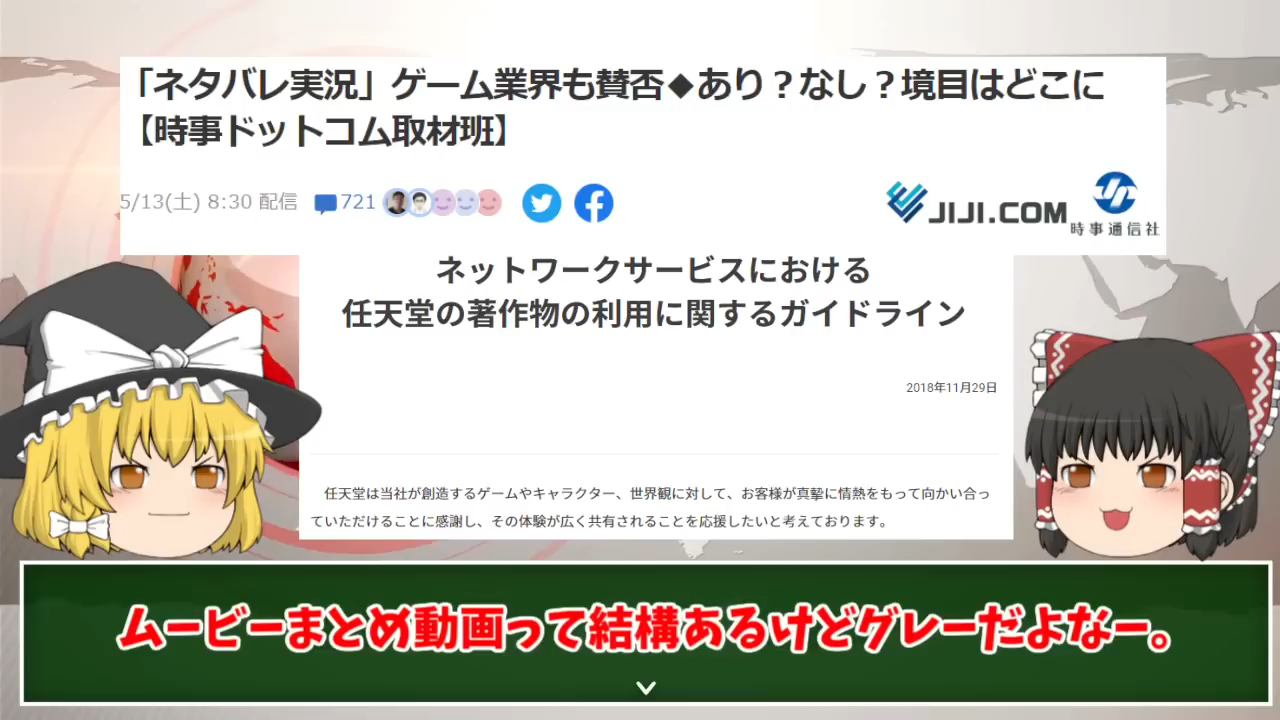 「ネタバレ実況」ゲーム業界も賛否◆あり？なし？境目はどこに
【時事ドットコム取材班】
5/13(土) 8:30 配信 721
JIJI.COM
時事通信社
ネットワークサービスにおける
任天堂の著作物の利用に関するガイドライン
2018年11月29日
任天堂は当社が創造するゲームやキャラクター、世界観に対して、お客様が真摯に情熱をもって向かい合っ
ていただけることに感謝し、その体験が広く共有されることを応援したいと考えております。
ムービーまとめ動画って結構あるけどグレーだよなー。